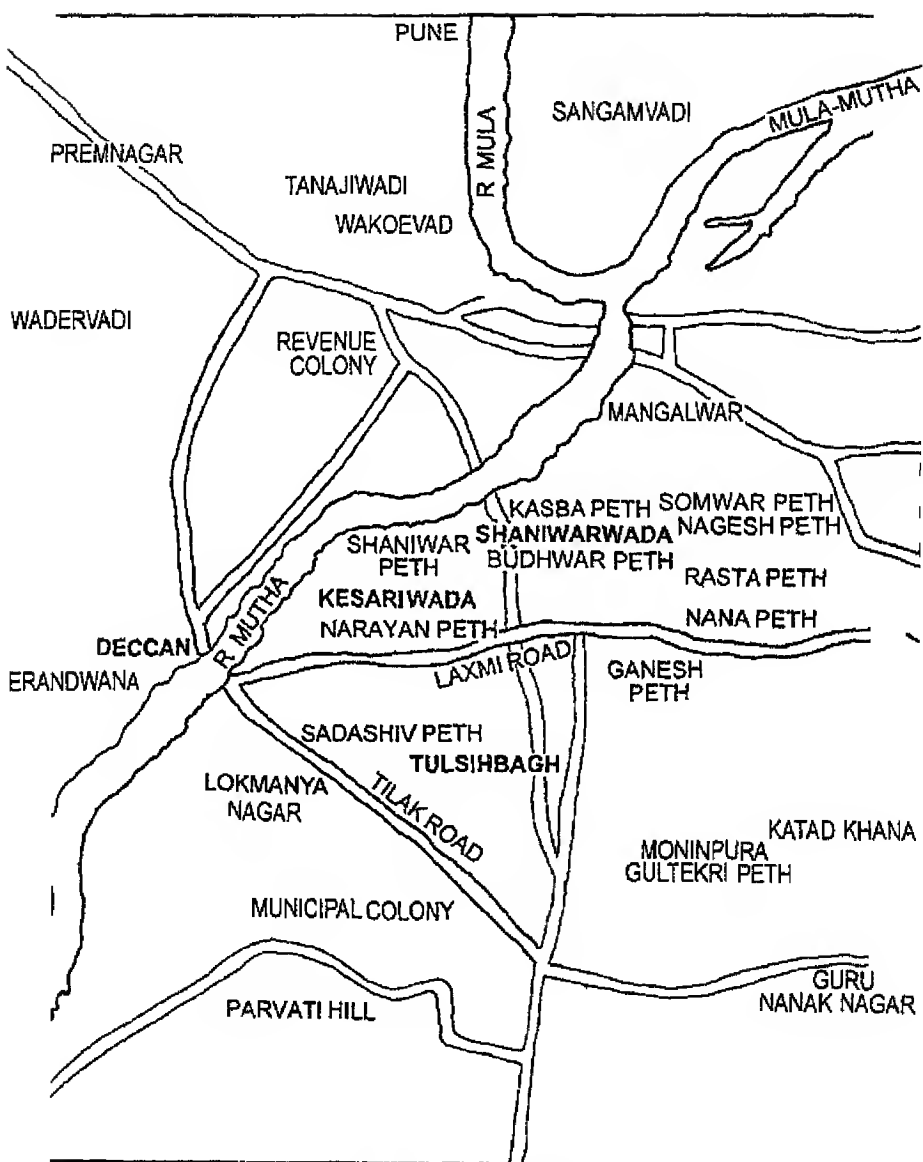 PUNE
R MULA
SANGAMVADI
MULA-MUTHA
PREMNAGAR
TANAJIWADI
WAKOEVAD
WADERVADI
REVENUE
COLONY
MANGALWAR
KASBA PETH
SOMWAR PETH
NAGESH PETH
SHANIWARWADA
BUDHWAR PETH
SHANIWAR
PETH
RASTA PETH
KESARIWADA
NARAYAN PETH
NANA PETH
R MUTHA
DECCAN
ERANDWANA
LAXMI ROAD
GANESH
PETH
SADASHIV PETH
TULSIHBAGH
LOKMANYA
NAGAR
TILAK ROAD
KATAD KHANA
MONINPURA
GULTEKRI PETH
MUNICIPAL COLONY
GURU
NANAK NAGAR
PARVATI HILL